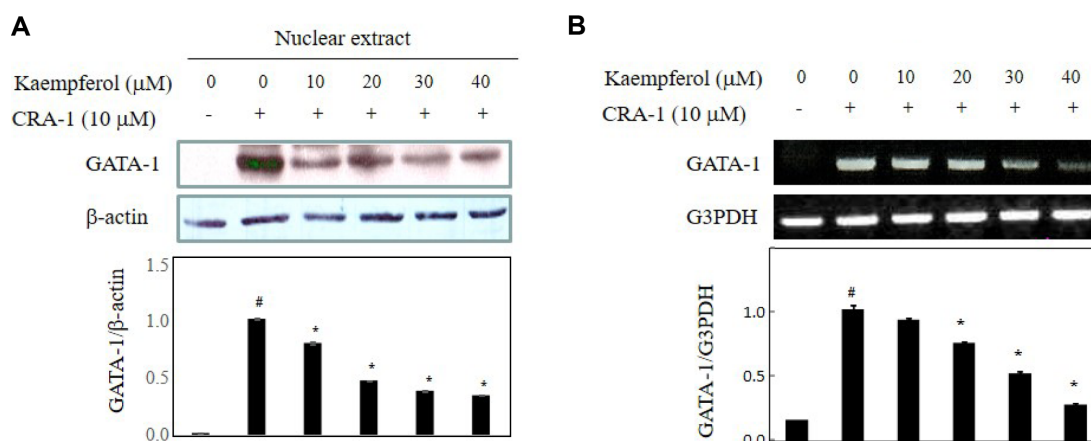 A
Nuclear extract
Kaempferol (μM) 0 0 10 20 30 40
CRA-1 (10 μM) - + + + + +
GATA-1
β-actin
GATA-1/β-actin
1.5
1.0
0.5
0.0
#
*
*
*
*
B
Kaempferol (μM) 0 0 10 20 30 40
CRA-1 (10 μM) - + + + + +
GATA-1
G3PDH
GATA-1/G3PDH
1.0
0.5
0.0
#
*
*
*